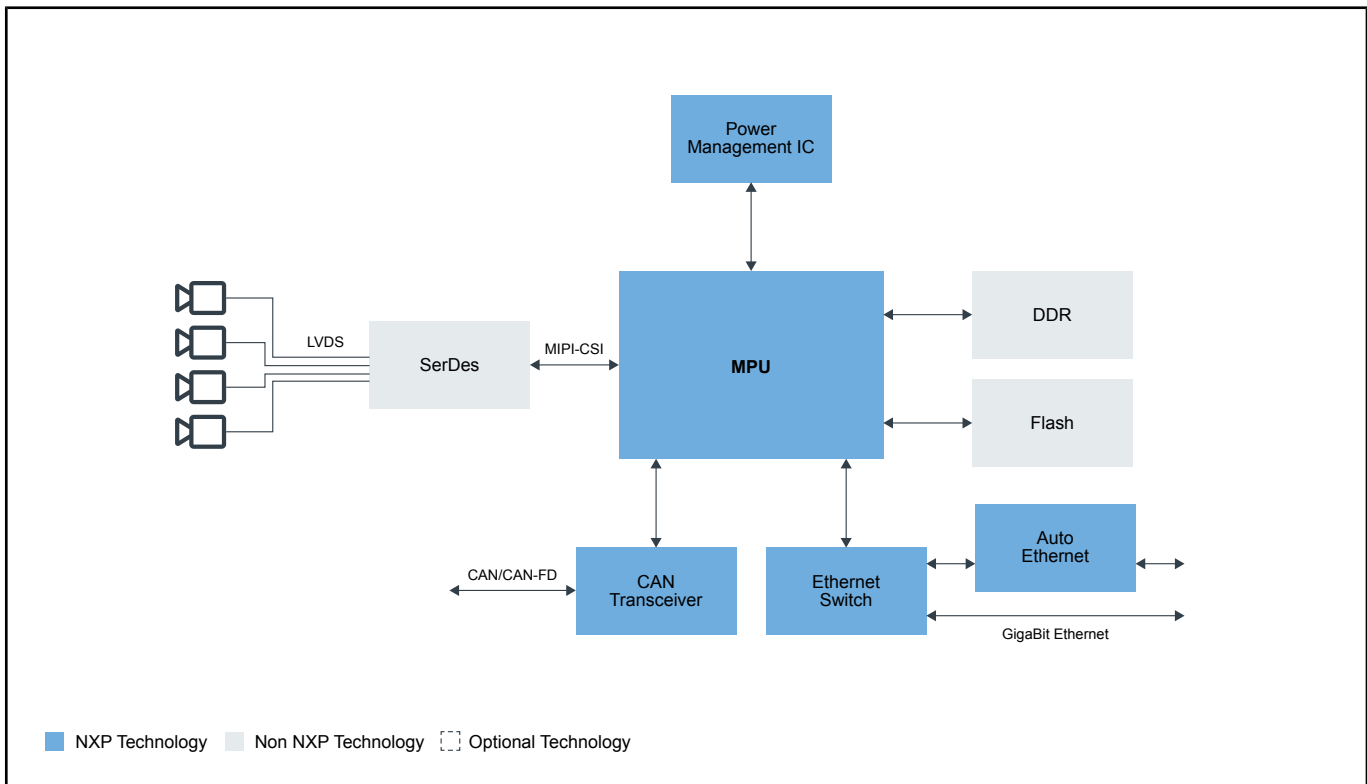 Power
Management IC
LVDS
SerDes
MIPI-CSI
MPU
DDR
Flash
CAN/CAN-FD
CAN
Transceiver
Ethernet
Switch
Auto
Ethernet
GigaBit Ethernet
NXP Technology
Non NXP Technology
Optional Technology